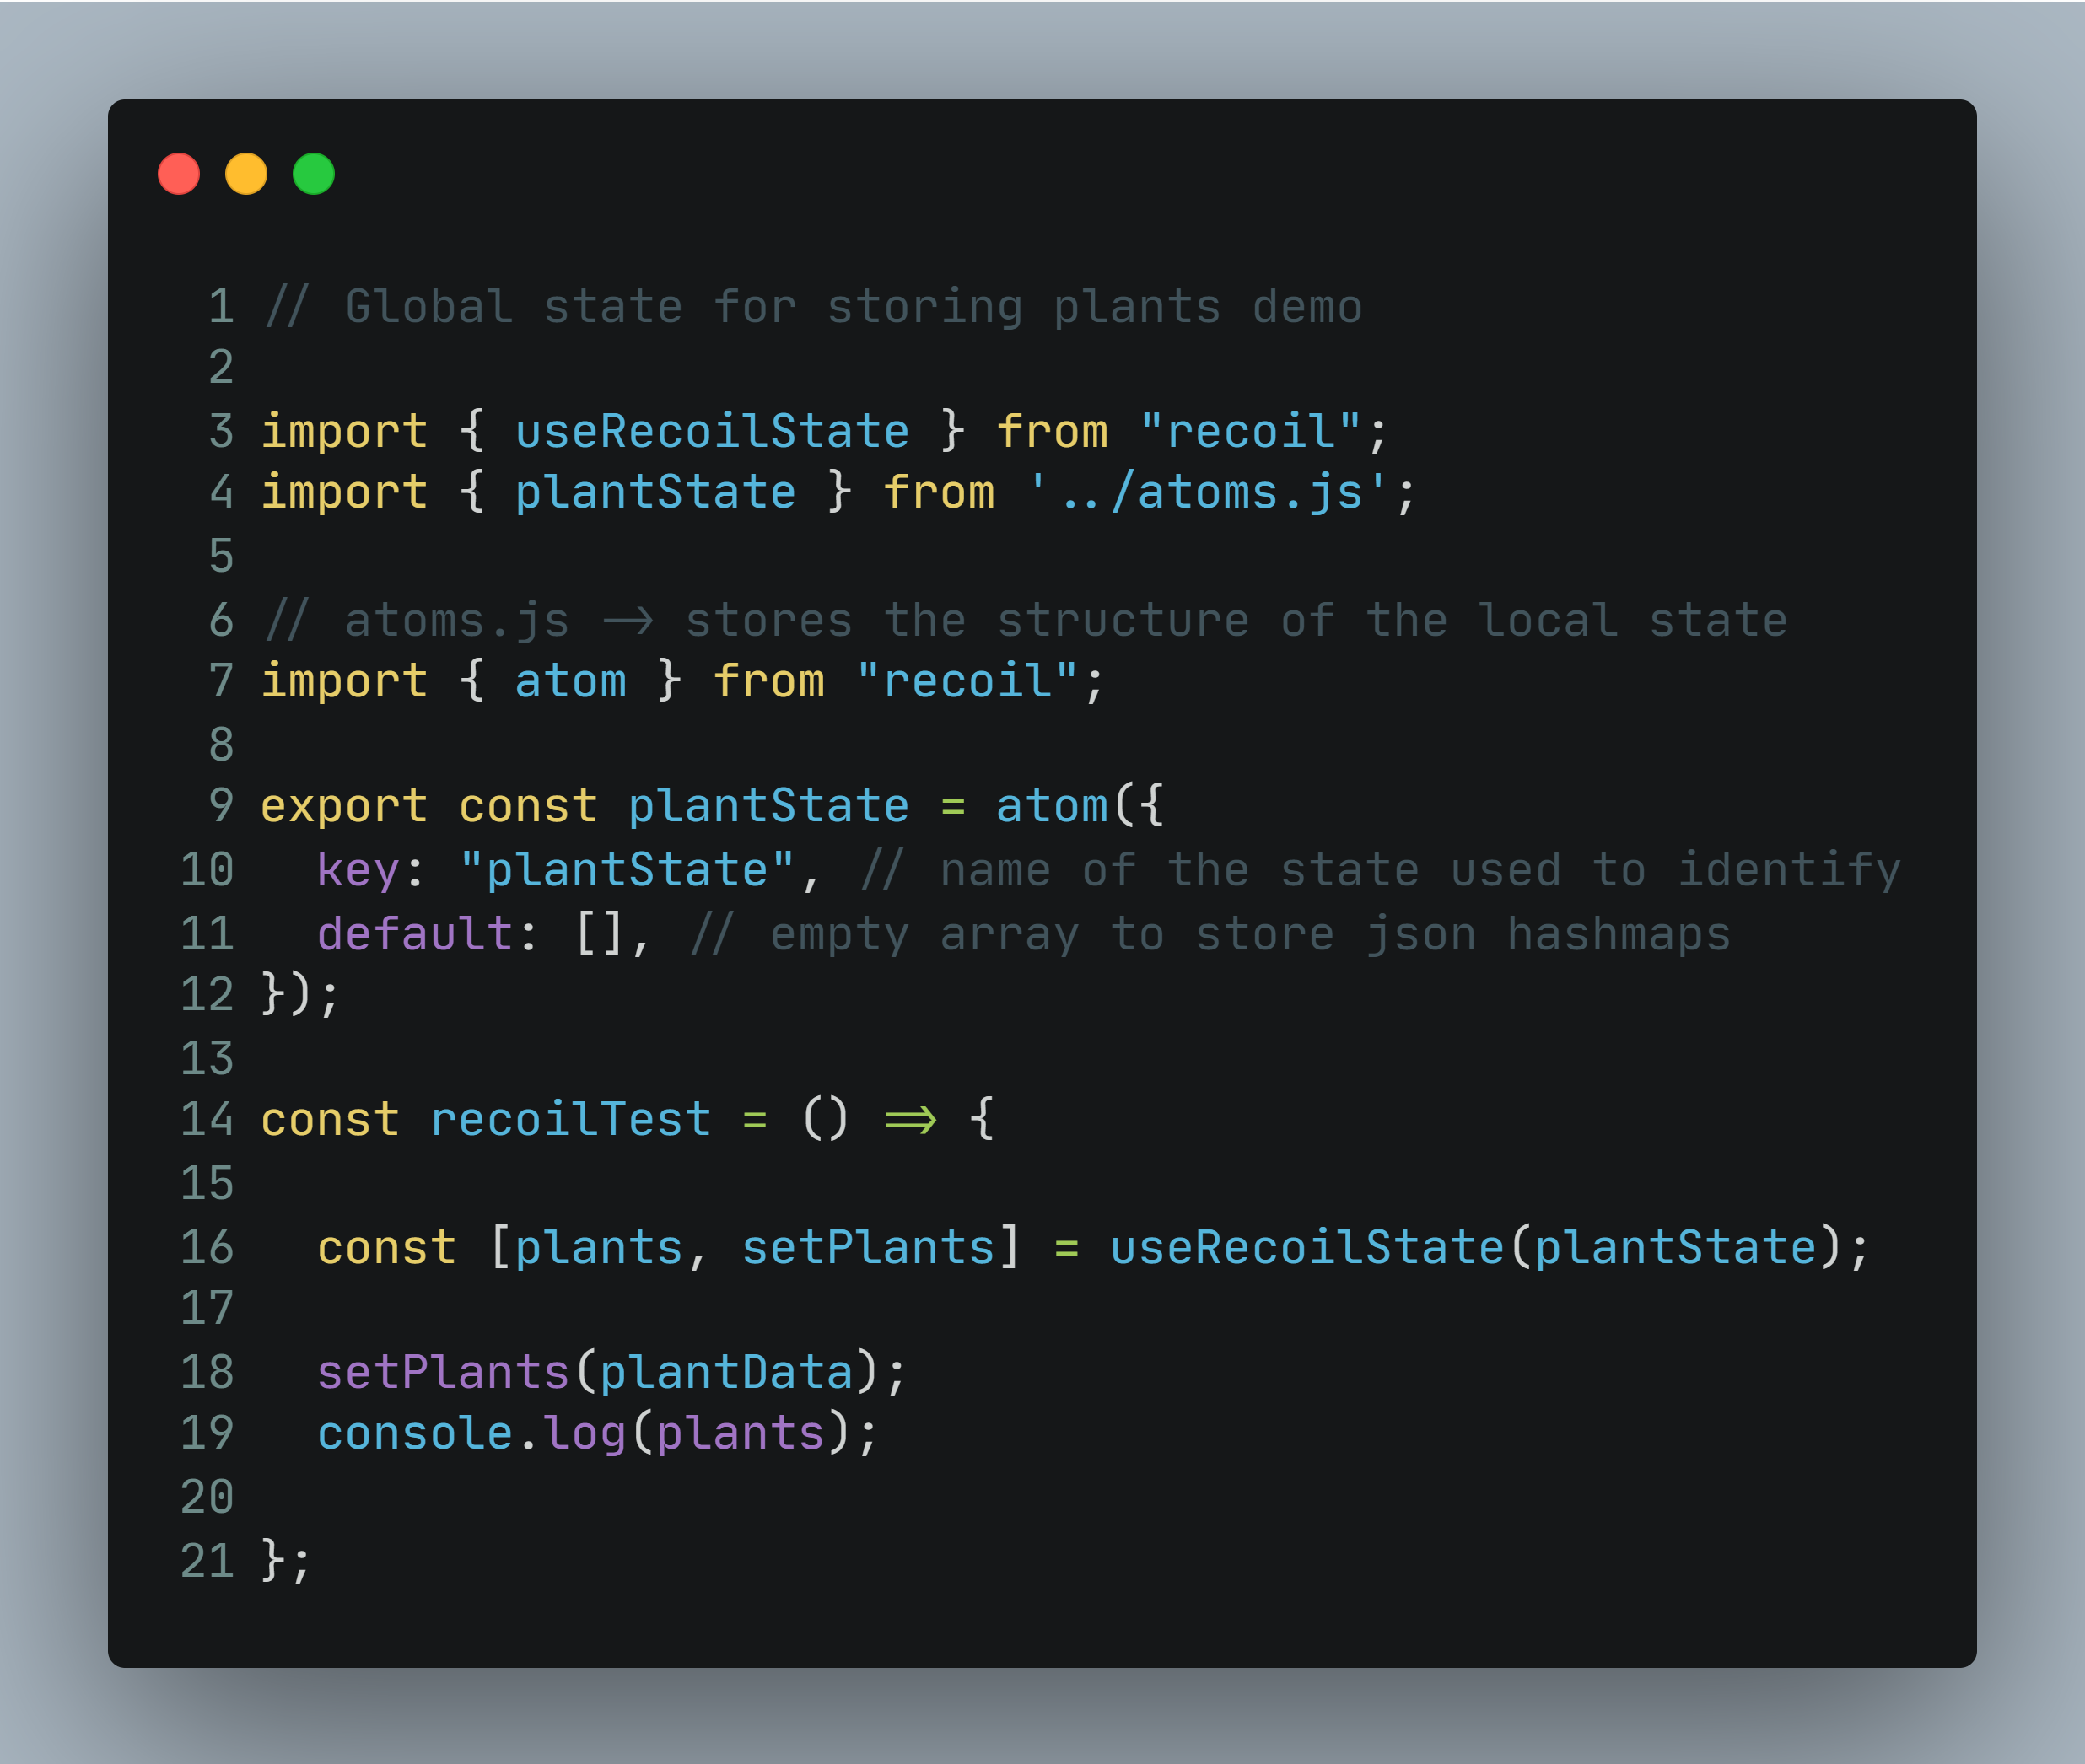 1 // Global state for storing plants demo
2
3 import { useRecoilState } from "recoil";
4 import { plantState } from '../atoms.js';
5
6 // atoms.js -> stores the structure of the local state
7 import { atom } from "recoil";
8
9 export const plantState = atom({
10   key: "plantState", // name of the state used to identify
11   default: [], // empty array to store json hashmaps
12 });
13
14 const recoilTest = () => {
15
16   const [plants, setPlants] = useRecoilState(plantState);
17
18   setPlants(plantData);
19   console.log(plants);
20
21 };